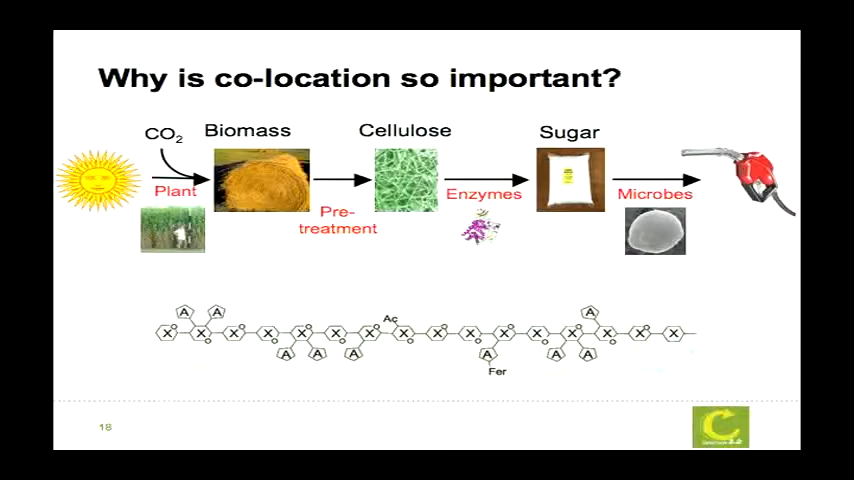 Why is co-location so important?
CO2 Biomass Cellulose Sugar
Plant Enzymes Microbes
Pre-
treatment
A A Ac A
X X X X X X X X X X X X X X X X
A A A A A A
Fer
18